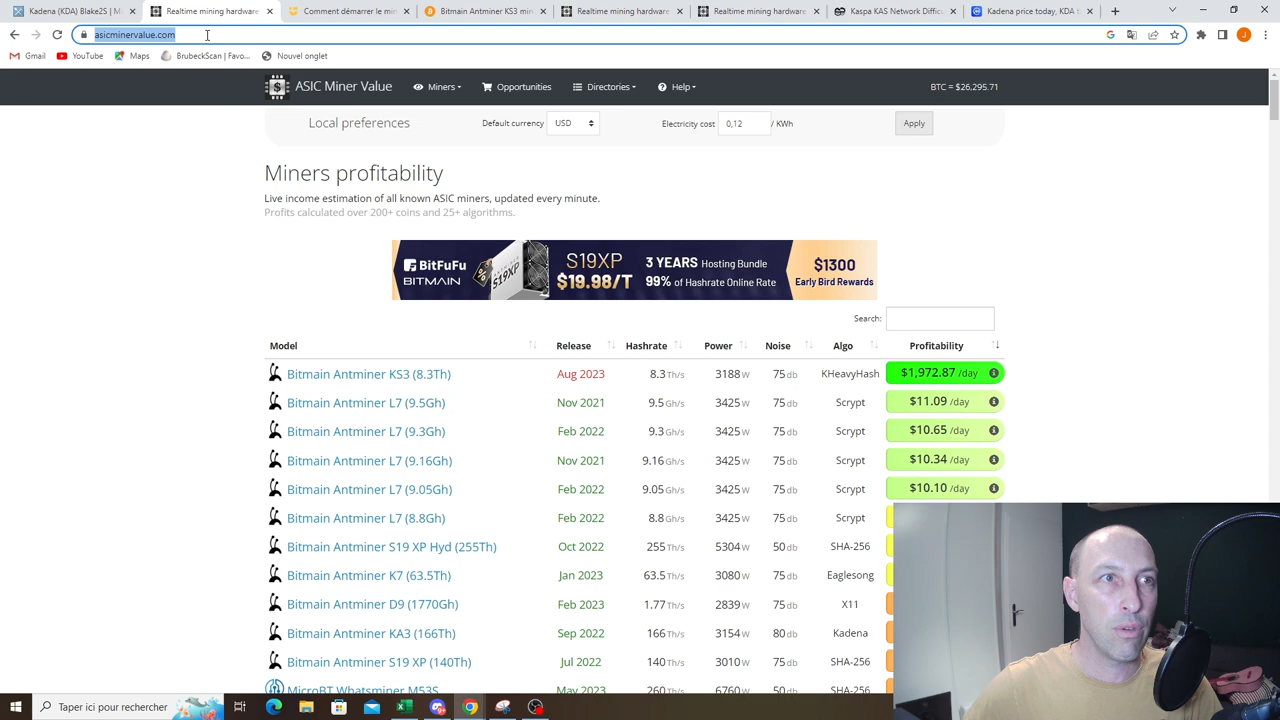 Kadena (KDA) Blake2S | M
Realtime mining hardware
Comment démarrer le min
Bitmain Antminer KS3 min
Realtime mining hardware
Realtime mining hardware
Kaspa KAS Network Difficu
Kadena price today, KDA t
asicminervalue.com
Gmail YouTube Maps BrubeckScan | Favo... Nouvel onglet
ASIC Miner Value Miners Opportunities Directories Help BTC = $26,295.71
Local preferences Default currency USD Electricity cost 0,12 / KWh Apply
Miners profitability
Live income estimation of all known ASIC miners, updated every minute.
Profits calculated over 200+ coins and 25+ algorithms.
BitFuFu
BITMAIN
S19XP
S19XP
$19.98/T
3 YEARS Hosting Bundle
99% of Hashrate Online Rate
$1300
Early Bird Rewards
Search:
Model Release Hashrate Power Noise Algo Profitability
Bitmain Antminer KS3 (8.3Th) Aug 2023 8.3 Th/s 3188 W 75 db KHeavyHash $1,972.87 /day
Bitmain Antminer L7 (9.5Gh) Nov 2021 9.5 Gh/s 3425 W 75 db Scrypt $11.09 /day
Bitmain Antminer L7 (9.3Gh) Feb 2022 9.3 Gh/s 3425 W 75 db Scrypt $10.65 /day
Bitmain Antminer L7 (9.16Gh) Nov 2021 9.16 Gh/s 3425 W 75 db Scrypt $10.34 /day
Bitmain Antminer L7 (9.05Gh) Feb 2022 9.05 Gh/s 3425 W 75 db Scrypt $10.10 /day
Bitmain Antminer L7 (8.8Gh) Feb 2022 8.8 Gh/s 3425 W 75 db Scrypt
Bitmain Antminer S19 XP Hyd (255Th) Oct 2022 255 Th/s 5304 W 50 db SHA-256
Bitmain Antminer K7 (63.5Th) Jan 2023 63.5 Th/s 3080 W 75 db Eaglesong
Bitmain Antminer D9 (1770Gh) Feb 2023 1.77 Th/s 2839 W 75 db X11
Bitmain Antminer KA3 (166Th) Sep 2022 166 Th/s 3154 W 80 db Kadena
Bitmain Antminer S19 XP (140Th) Jul 2022 140 Th/s 3010 W 75 db SHA-256
MicroBT Whatsminer M53S May 2023 260 Th/s 6760 W 50 db SHA-256
Taper ici pour rechercher